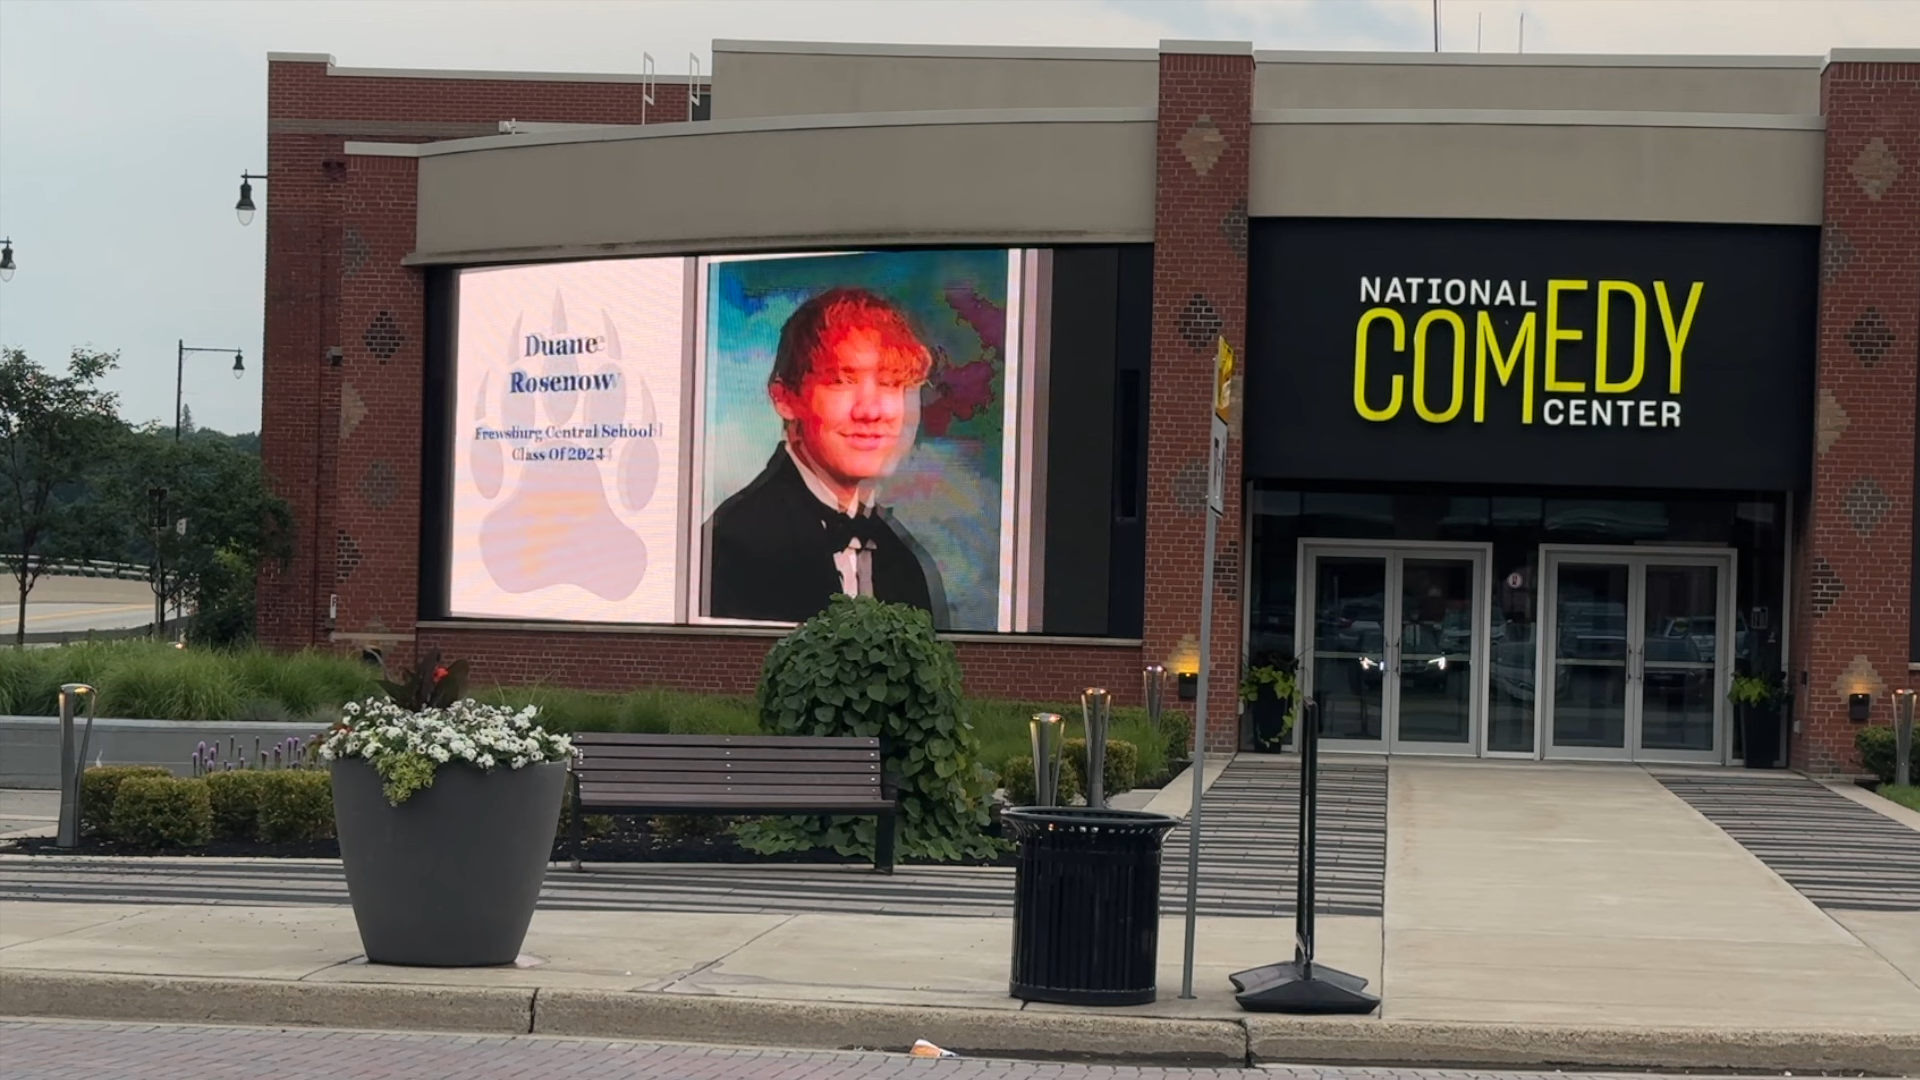 Duane
Rosenow
Frewsburg Central School
Class Of 2024
NATIONAL
COMEDY
CENTER